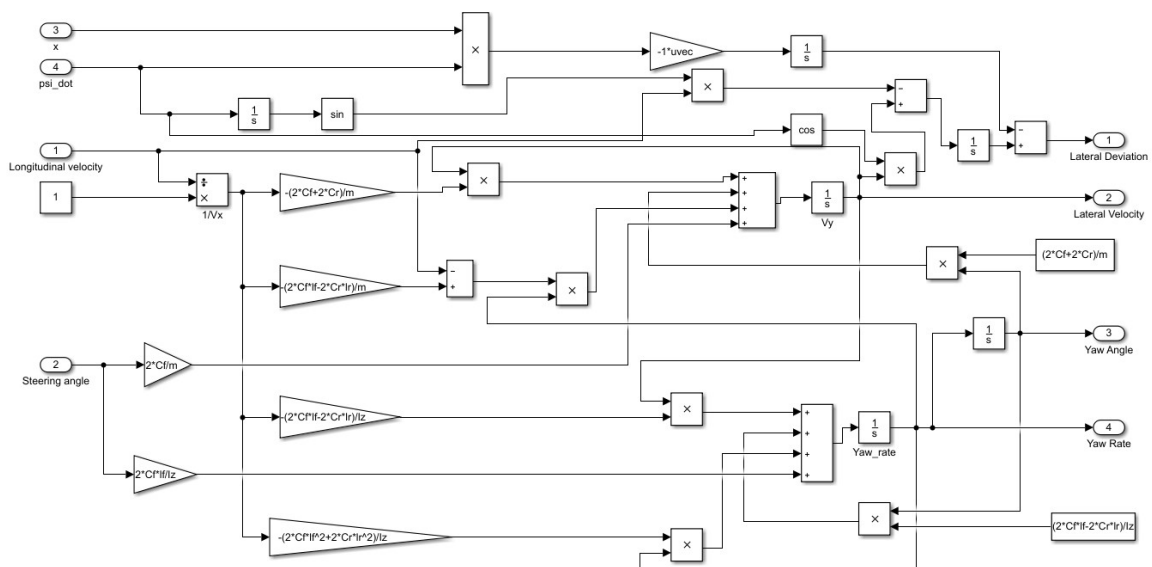 3
x
4
psi_dot
×
-1*uvec
1
s
1
s
sin
×
cos
−
+
1
s
−
+
1
Lateral Deviation
1
Longitudinal velocity
1
÷
×
1/Vx
-(2*Cf+2*Cr)/m
×
+
+
+
+
1
s
Vy
×
2
Lateral Velocity
-(2*Cf*lf-2*Cr*lr)/m
−
+
×
×
(2*Cf+2*Cr)/m
2
Steering angle
2*Cf/m
1
s
3
Yaw Angle
-(2*Cf*lf-2*Cr*lr)/Iz
×
+
+
+
+
1
s
Yaw_rate
4
Yaw Rate
2*Cf*lf/Iz
×
(2*Cf*lf-2*Cr*lr)/Iz
-(2*Cf*lf^2+2*Cr*lr^2)/Iz
×